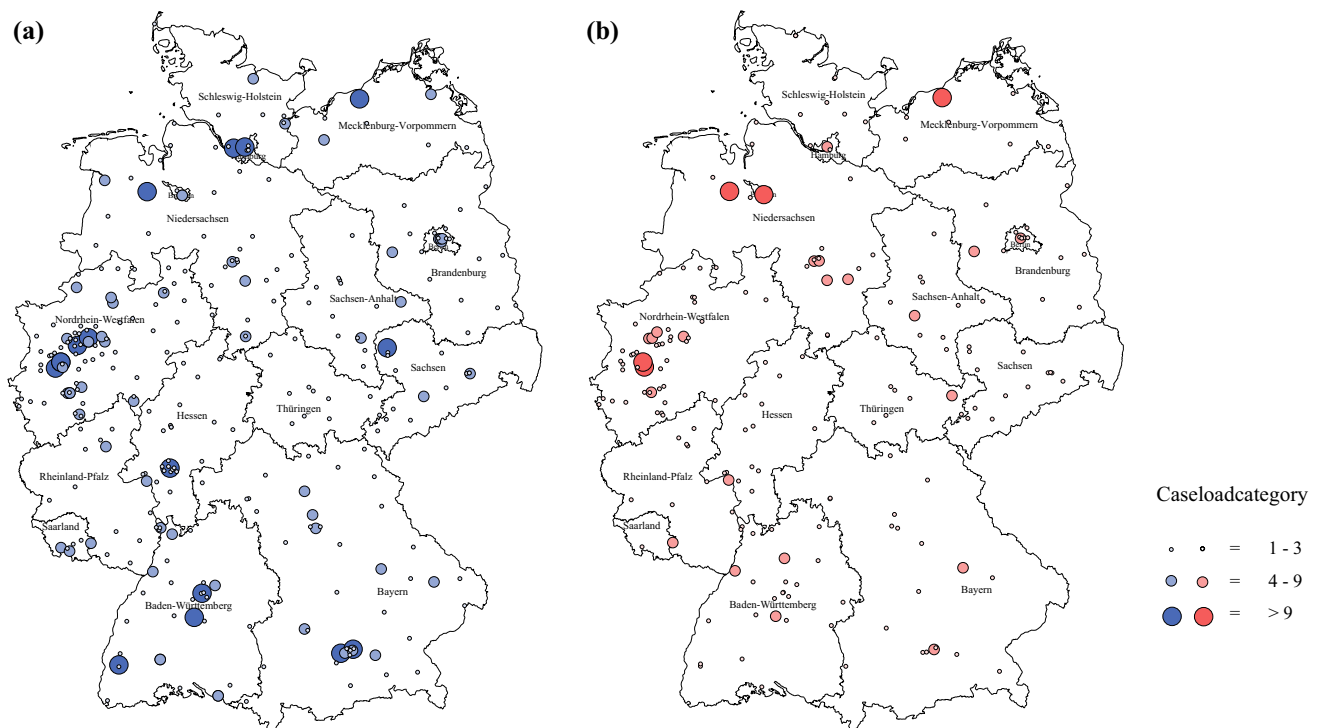 (a)
Schleswig-Holstein
Mecklenburg-Vorpommern
Niedersachsen
Berlin
Brandenburg
Sachsen-Anhalt
Nordrhein-Westfalen
Sachsen
Hessen
Thüringen
Rheinland-Pfalz
Saarland
Bayern
Baden-Württemberg
(b)
Schleswig-Holstein
Mecklenburg-Vorpommern
Hamburg
Niedersachsen
Berlin
Brandenburg
Sachsen-Anhalt
Nordrhein-Westfalen
Sachsen
Hessen
Thüringen
Rheinland-Pfalz
Saarland
Bayern
Baden-Württemberg
Caseloadcategory
= 1 - 3
= 4 - 9
= > 9